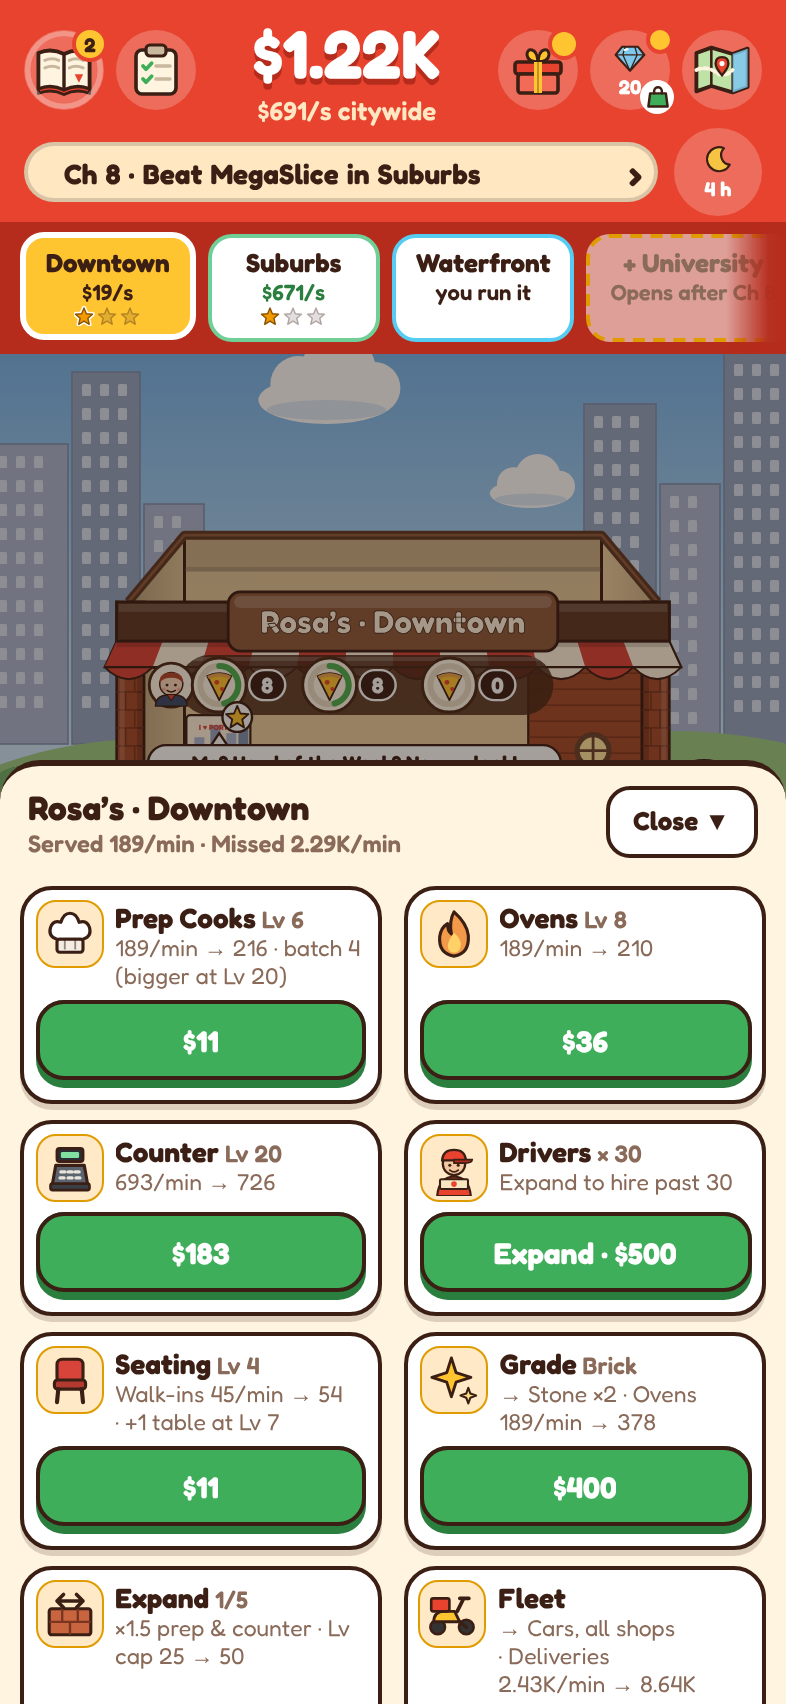 2
$1.22K
$691/s citywide
20
Ch 8 · Beat MegaSlice in Suburbs ›
4 h
Downtown
$19/s
Suburbs
$671/s
Waterfront
you run it
+ University
Opens after Ch
Rosa's · Downtown
8
8
0
Rosa's · Downtown
Served 189/min · Missed 2.29K/min
Close ▼
Prep Cooks Lv 6
189/min → 216 · batch 4
(bigger at Lv 20)
$11
Ovens Lv 8
189/min → 210
$36
Counter Lv 20
693/min → 726
$183
Drivers × 30
Expand to hire past 30
Expand · $500
Seating Lv 4
Walk-ins 45/min → 54
· +1 table at Lv 7
$11
Grade Brick
→ Stone ×2 · Ovens
189/min → 378
$400
Expand 1/5
×1.5 prep & counter · Lv
cap 25 → 50
Fleet
→ Cars, all shops
· Deliveries
2.43K/min → 8.64K